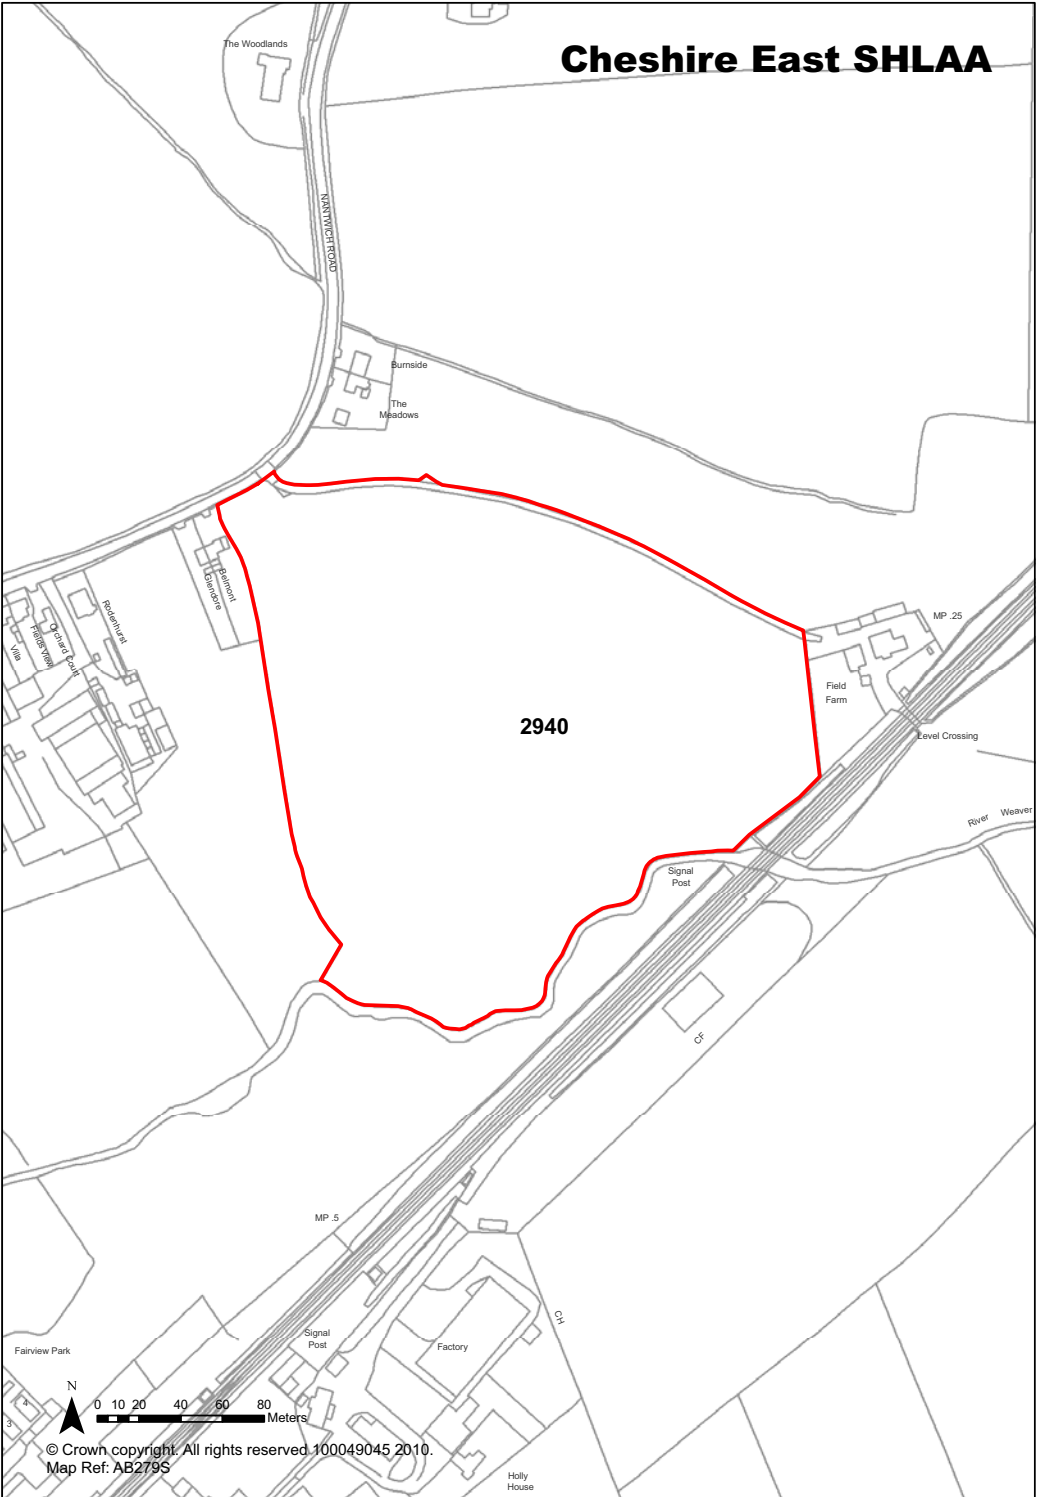 The Woodlands
Cheshire East SHLAA
NANTWICH ROAD
Burnside
The
Meadows
Belmont
Glendore
Rodenhurst
Orchard Court
Fields View
Villa
MP .25
Field
Farm
2940
Level Crossing
River Weaver
Signal
Post
CF
MP .5
CH
Signal
Post
Factory
Fairview Park
4
3
N
0 10 20 40 60 80
Meters
© Crown copyright. All rights reserved 100049045 2010.
Map Ref: AB279S
Holly
House